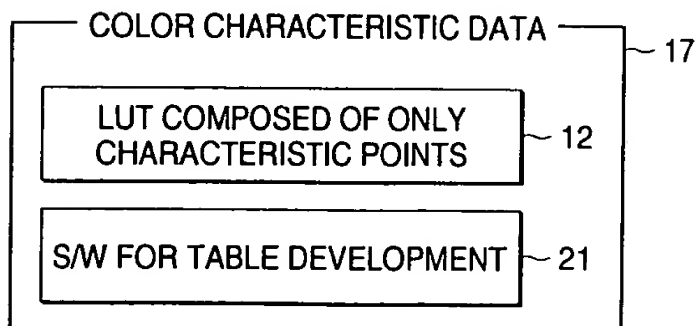 COLOR CHARACTERISTIC DATA
17
LUT COMPOSED OF ONLY
CHARACTERISTIC POINTS
12
S/W FOR TABLE DEVELOPMENT
21